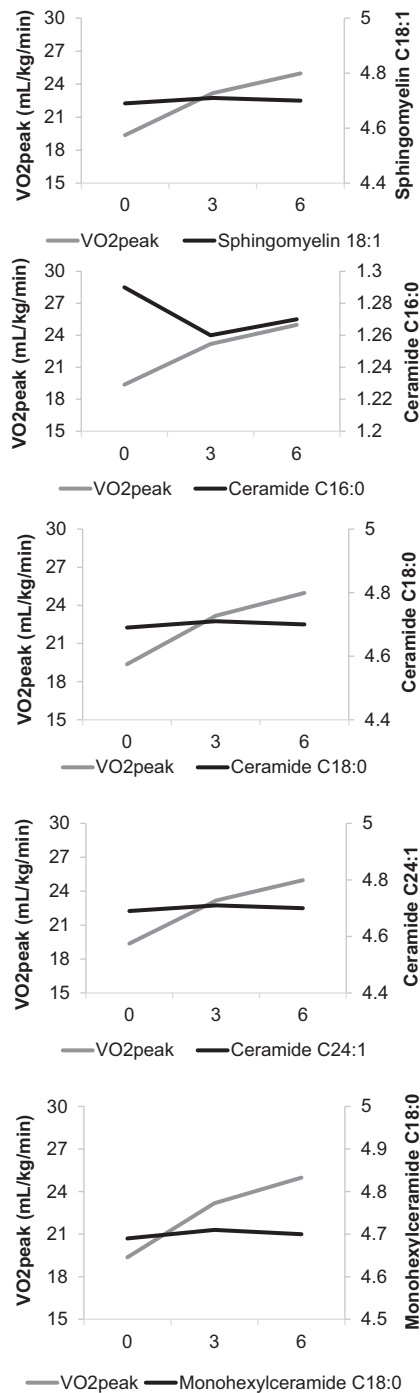 VO2peak (mL/kg/min)
30
27
24
21
18
15
5
4.8
4.6
4.4
Sphingomyelin C18:1
0 3 6
VO2peak Sphingomyelin 18:1
VO2peak (mL/kg/min)
30
27
24
21
18
15
1.3
1.28
1.26
1.24
1.22
1.2
Ceramide C16:0
0 3 6
VO2peak Ceramide C16:0
VO2peak (mL/kg/min)
30
27
24
21
18
15
5
4.8
4.6
4.4
Ceramide C18:0
0 3 6
VO2peak Ceramide C18:0
VO2peak (mL/kg/min)
30
27
24
21
18
15
5
4.8
4.6
4.4
Ceramide C24:1
0 3 6
VO2peak Ceramide C24:1
VO2peak (mL/kg/min)
30
27
24
21
18
15
5
4.9
4.8
4.7
4.6
4.5
Monohexylceramide C18:0
0 3 6
VO2peak Monohexylceramide C18:0